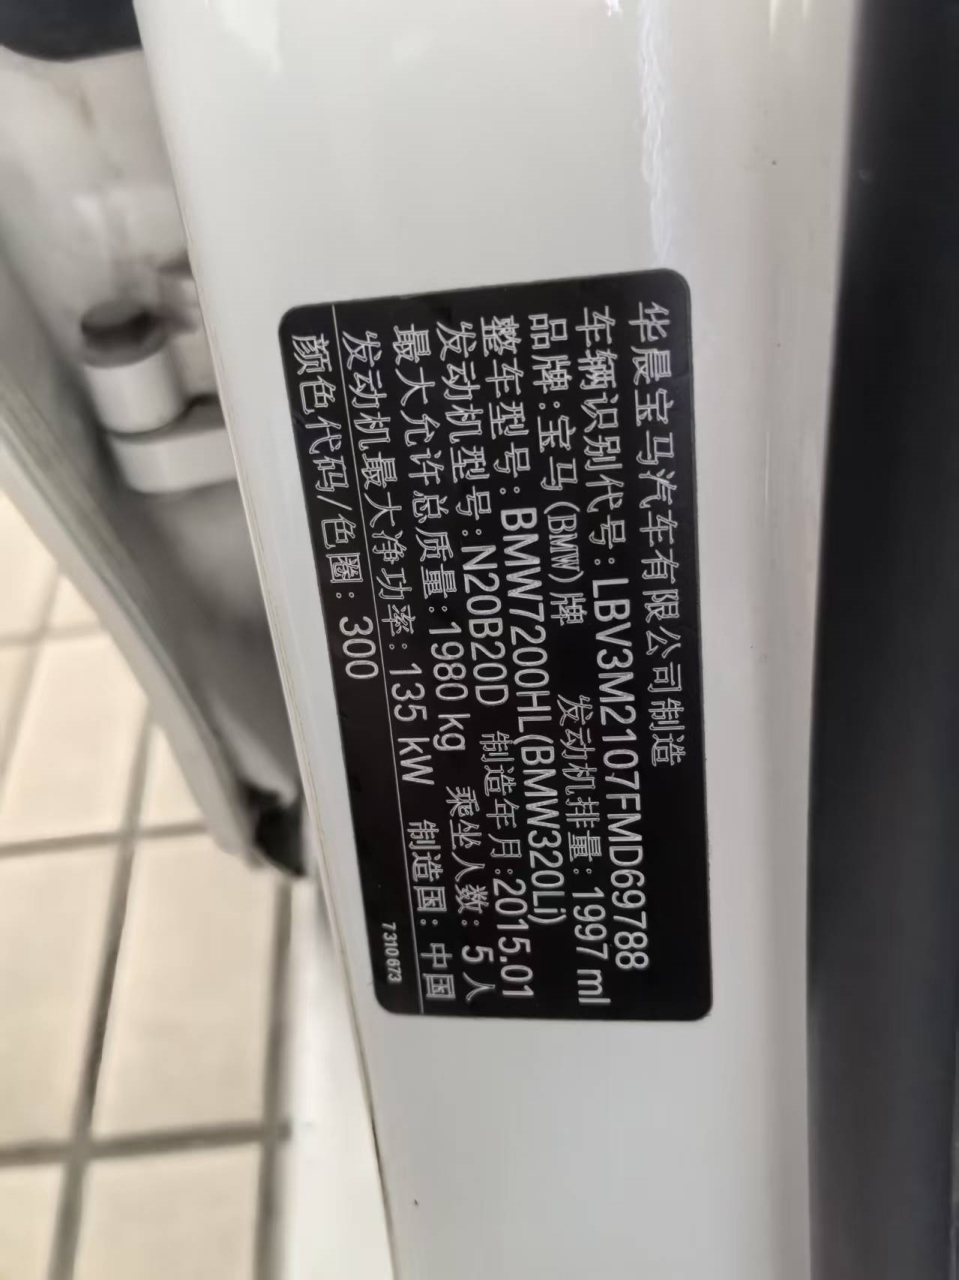 华晨宝马汽车有限公司制造
车辆识别代号：LBV3M2107FMD69788
品牌：宝马(BMW)牌 发动机排量：1997 ml
整车型号：BMW7200HL(BMW320Li)
发动机型号：N20B20D 制造年月：2015.01
最大允许总质量：1980 kg 乘坐人数：5人
发动机最大净功率：135 kW 制造国：中国
颜色代码/色圈：300
7310673